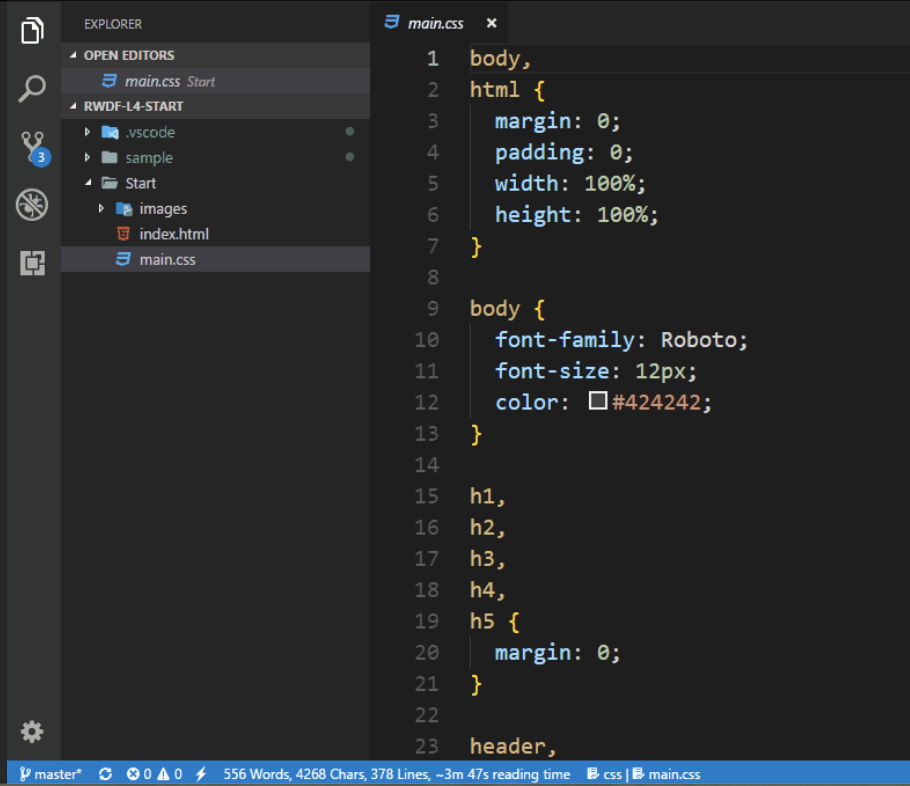 EXPLORER
OPEN EDITORS
main.css Start
RWDF-L4-START
.vscode
sample
Start
images
index.html
main.css
3
main.css ×
1 body,
2 html {
3 margin: 0;
4 padding: 0;
5 width: 100%;
6 height: 100%;
7 }
8
9 body {
10 font-family: Roboto;
11 font-size: 12px;
12 color: #424242;
13 }
14
15 h1,
16 h2,
17 h3,
18 h4,
19 h5 {
20 margin: 0;
21 }
22
23 header,
master* 0 0 556 Words, 4268 Chars, 378 Lines, ~3m 47s reading time css | main.css